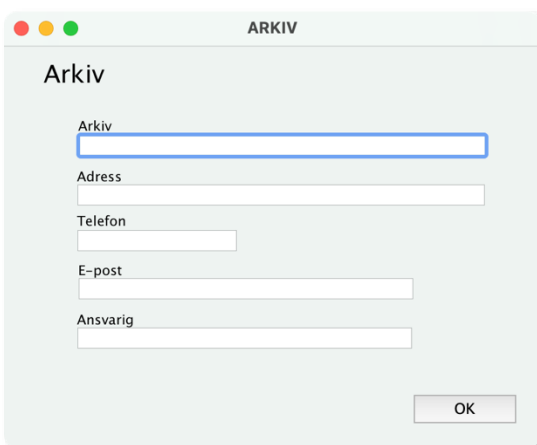 ARKIV
Arkiv
Arkiv
Adress
Telefon
E-post
Ansvarig
OK